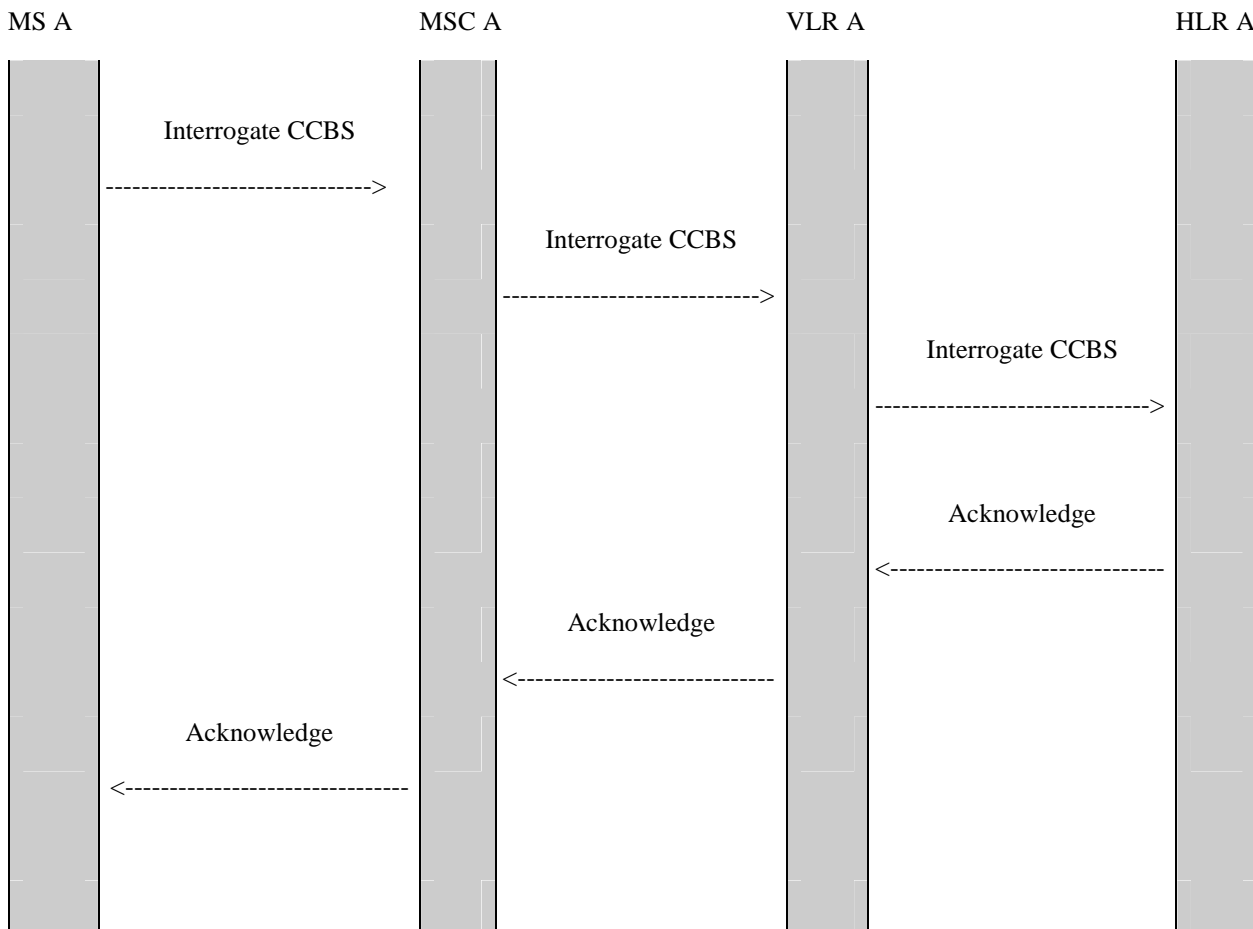 MS A MSC A VLR A HLR A
Interrogate CCBS
Interrogate CCBS
Interrogate CCBS
Acknowledge
Acknowledge
Acknowledge